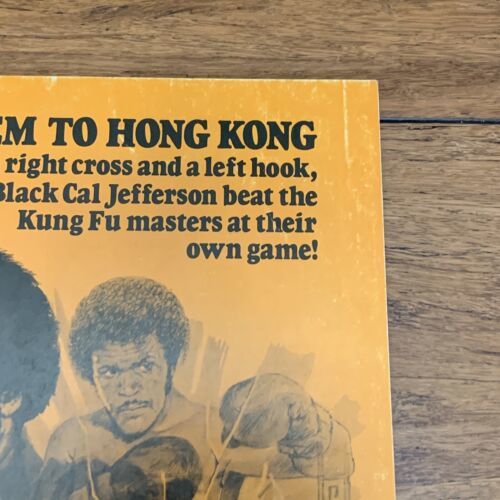 EM TO HONG KONG
right cross and a left hook,
Black Cal Jefferson beat the
Kung Fu masters at their
own game!